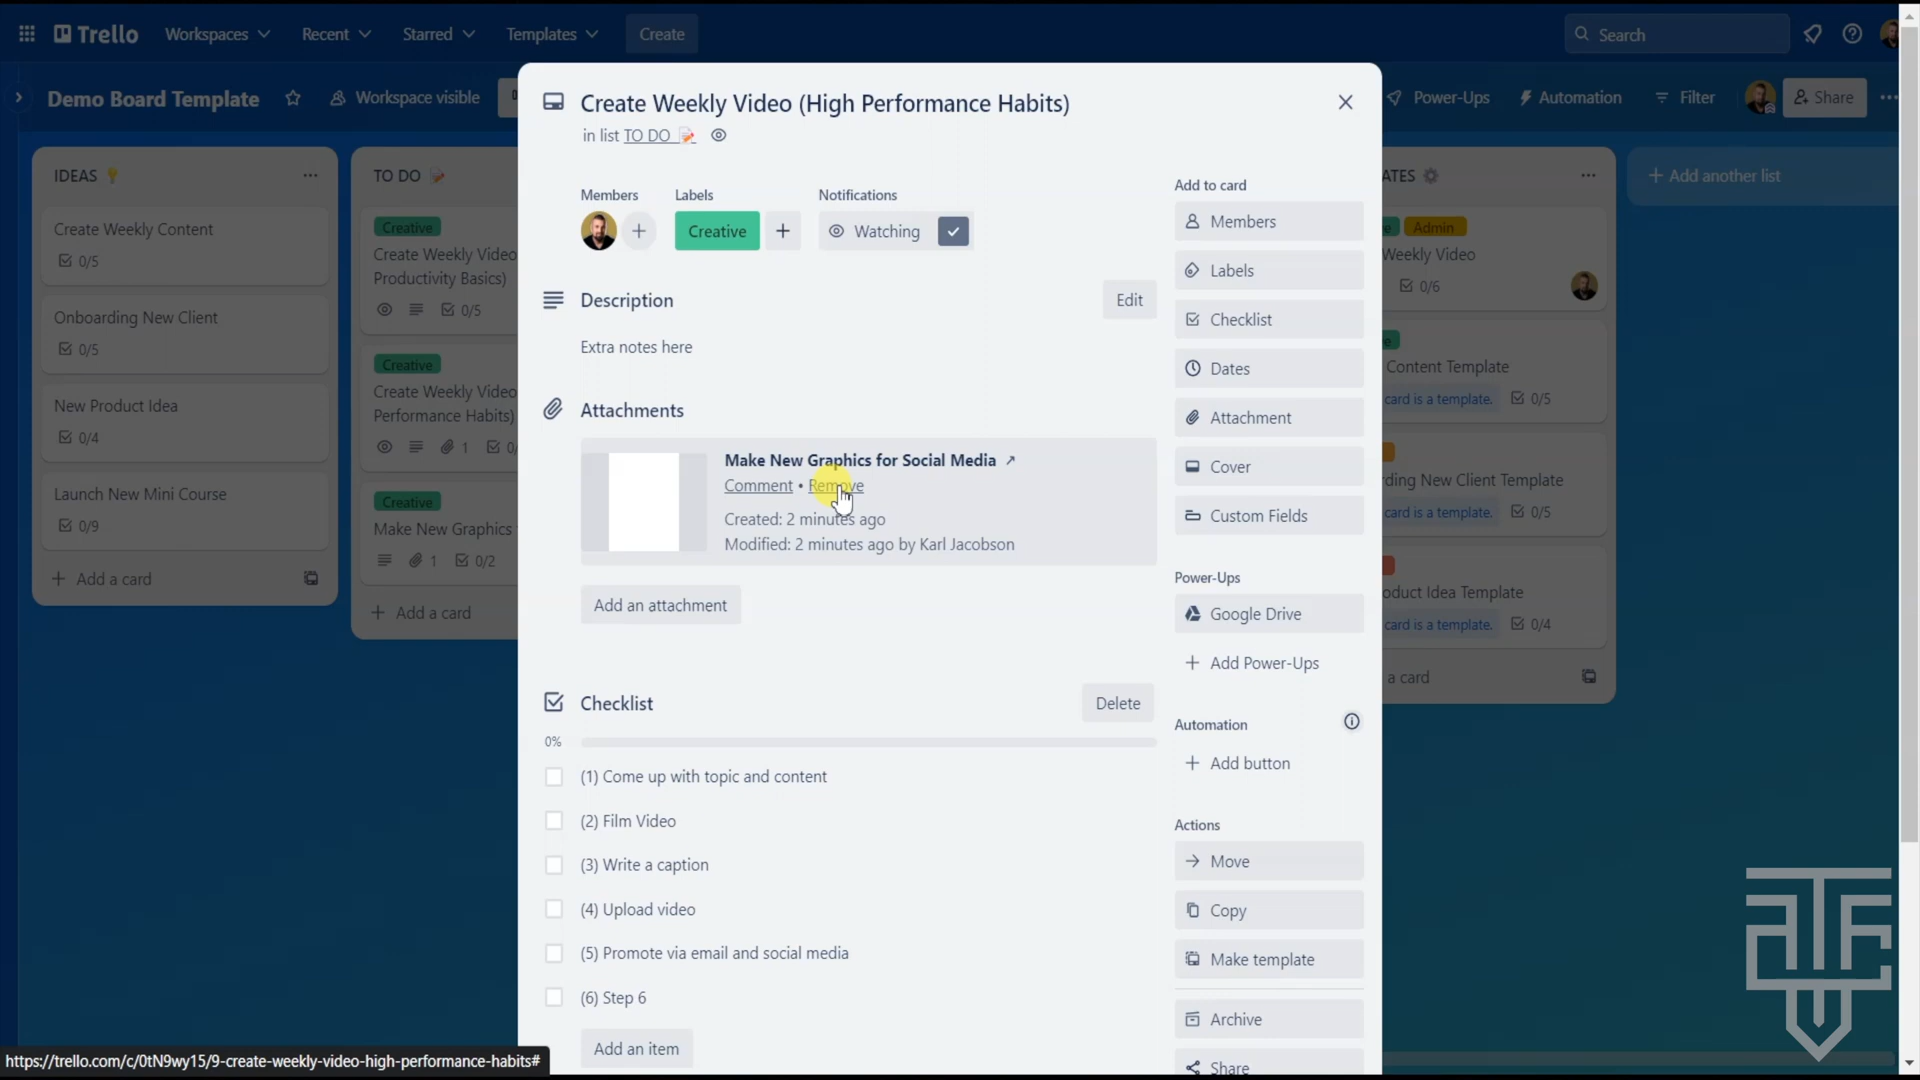 Trello
Workspaces
Recent
Starred
Templates
Create
Search
Demo Board Template
Workspace visible
Power-Ups
Automation
Filter
Share
IDEAS
Create Weekly Content
0/5
Onboarding New Client
0/5
New Product Idea
0/4
Launch New Mini Course
0/9
+ Add a card
TO DO
Creative
Create Weekly Video
Productivity Basics)
0/5
Creative
Create Weekly Video
Performance Habits)
1
0/
Creative
Make New Graphics
1
0/2
+ Add a card
Create Weekly Video (High Performance Habits)
in list TO DO
Members
Labels
Notifications
Creative
Watching
Description
Edit
Extra notes here
Attachments
Make New Graphics for Social Media
Comment • Remove
Created: 2 minutes ago
Modified: 2 minutes ago by Karl Jacobson
Add an attachment
Checklist
Delete
0%
(1) Come up with topic and content
(2) Film Video
(3) Write a caption
(4) Upload video
(5) Promote via email and social media
(6) Step 6
Add an item
Add to card
Members
Labels
Checklist
Dates
Attachment
Cover
Custom Fields
Power-Ups
Google Drive
+ Add Power-Ups
Automation
+ Add button
Actions
Move
Copy
Make template
Archive
Share
ATES
e
Admin
Weekly Video
0/6
e
Content Template
card is a template.
0/5
ding New Client Template
card is a template.
0/5
oduct Idea Template
card is a template.
0/4
a card
+ Add another list
https://trello.com/c/0tN9wy15/9-create-weekly-video-high-performance-habits#